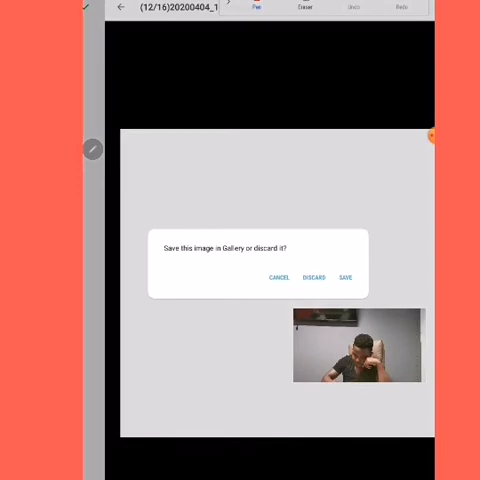 (12/16)20200404_1
Pen
Eraser
Undo
Redo
Save this image in Gallery or discard it?
CANCEL DISCARD SAVE